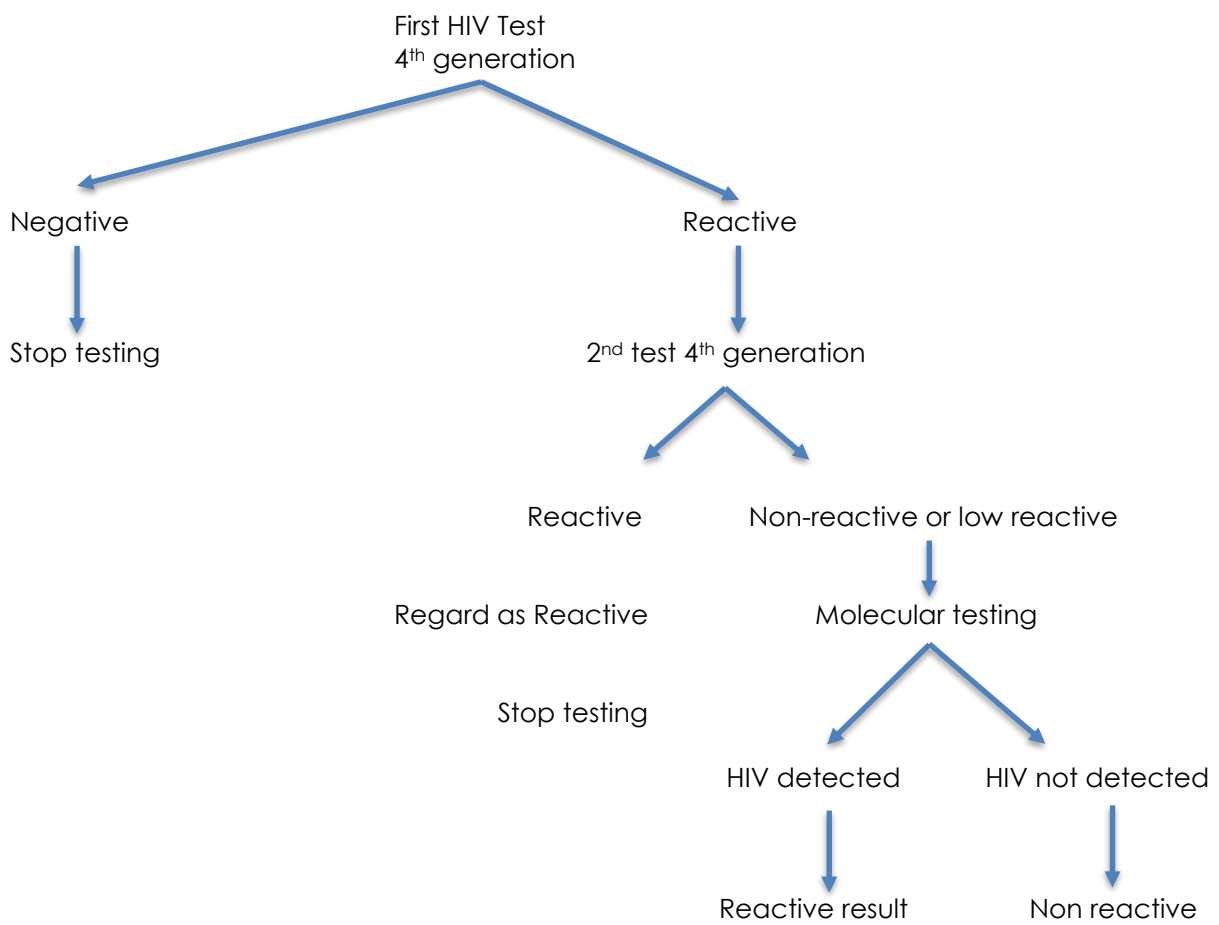 First HIV Test
4th generation
Negative
Reactive
Stop testing
2nd test 4th generation
Reactive
Non-reactive or low reactive
Regard as Reactive
Molecular testing
Stop testing
HIV detected
HIV not detected
Reactive result
Non reactive